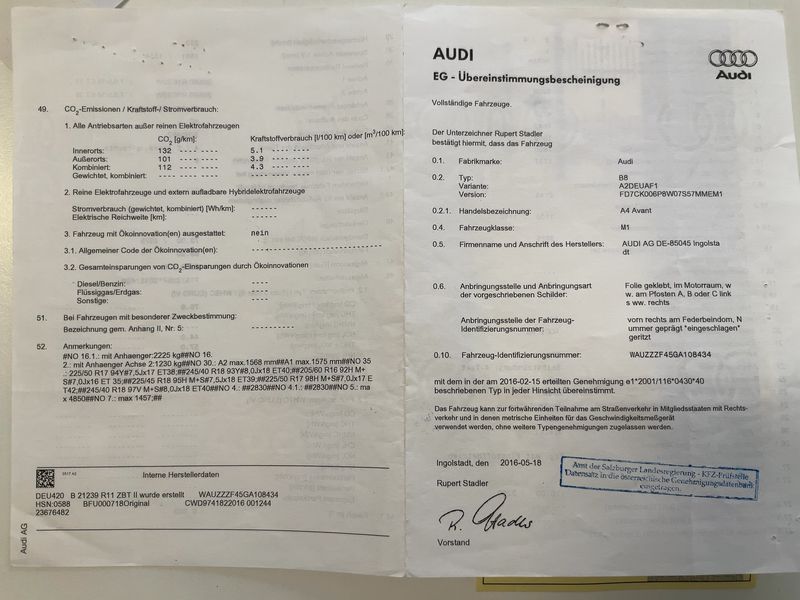 49. CO2-Emissionen / Kraftstoff-/ Stromverbrauch:
1. Alle Antriebsarten außer reinen Elektrofahrzeugen
CO2 [g/km]: Kraftstoffverbrauch [l/100 km] oder [m³/100 km]:
Innerorts: 132 ---- ---- 5.1 ---- ----
Außerorts: 101 ---- ---- 3.9 ---- ----
Kombiniert: 112 ---- ---- 4.3 ---- ----
Gewichtet, kombiniert: ----- ---- ---- ---- ---- ----
2. Reine Elektrofahrzeuge und extern aufladbare Hybridelektrofahrzeuge
Stromverbrauch (gewichtet, kombiniert) [Wh/km]: ------
Elektrische Reichweite [km]: ------
3. Fahrzeug mit Ökoinnovation(en) ausgestattet: nein
3.1. Allgemeiner Code der Ökoinnovation(en): ------------------------------
3.2. Gesamteinsparungen von CO2-Einsparungen durch Ökoinnovationen
Diesel/Benzin: ----
Flüssiggas/Erdgas: ----
Sonstige: ----
51. Bei Fahrzeugen mit besonderer Zweckbestimmung:
Bezeichnung gem. Anhang II, Nr. 5: ----------
52. Anmerkungen:
#NO 16.1.: mit Anhaenger:2225 kg##NO 16.
2.: mit Anhaenger Achse 2:1230 kg##NO 30.: A2 max.1568 mm##A1 max.1575 mm##NO 35
.: 225/50 R17 94Y#7,5Jx17 ET38;##245/40 R18 93Y#8,0Jx18 ET40;##205/60 R16 92H M+
S#7,0Jx16 ET 35;##225/45 R18 95H M+S#7,5Jx18 ET39;##225/50 R17 98H M+S#7,0Jx17 E
T42;##245/40 R18 97V M+S#8,0Jx18 ET40##NO 4.: ##2830##NO 4.1.: ##2830##NO 5.: ma
x 4850##NO 7.: max 1457;##
Interne Herstellerdaten
DEU420 B 21239 R11 ZBT II wurde erstellt WAUZZZF45GA108434
HSN:0588 BFU000718Original CWD9741822016 001244
23676482
Audi AG
AUDI
EG - Übereinstimmungsbescheinigung
Audi
Vollständige Fahrzeuge.
Der Unterzeichner Rupert Stadler
bestätigt hiermit, dass das Fahrzeug
0.1. Fabrikmarke: Audi
0.2. Typ: B8
Variante: A2DEUAF1
Version: FD7CK006P8W07S57MMEM1
0.2.1. Handelsbezeichnung: A4 Avant
0.4. Fahrzeugklasse: M1
0.5. Firmenname und Anschrift des Herstellers: AUDI AG DE-85045 Ingolsta
dt
0.6. Anbringungsstelle und Anbringungsart Folie geklebt, im Motorraum, w
der vorgeschriebenen Schilder: w. am Pfosten A, B oder C link
s ww. rechts
Anbringungsstelle der Fahrzeug- vorn rechts am Federbeindom, N
Identifizierungsnummer: ummer geprägt *eingeschlagen*
geritzt
0.10. Fahrzeug-Identifizierungsnummer: WAUZZZF45GA108434
mit dem in der am 2016-02-15 erteilten Genehmigung e1*2001/116*0430*40
beschriebenen Typ in jeder Hinsicht übereinstimmt.
Das Fahrzeug kann zur fortwährenden Teilnahme am Straßenverkehr in Mitgliedsstaaten mit Rechts-
verkehr und in denen metrische Einheiten für das Geschwindigkeitsmeßgerät
verwendet werden, ohne weitere Typengenehmigungen zugelassen werden.
Ingolstadt, den 2016-05-18
Amt der Salzburger Landesregierung - KFZ-Prüfstelle
Datensatz in die österreichische Genehmigungsdatenbank
eingetragen.
Rupert Stadler
R. Stadler
Vorstand